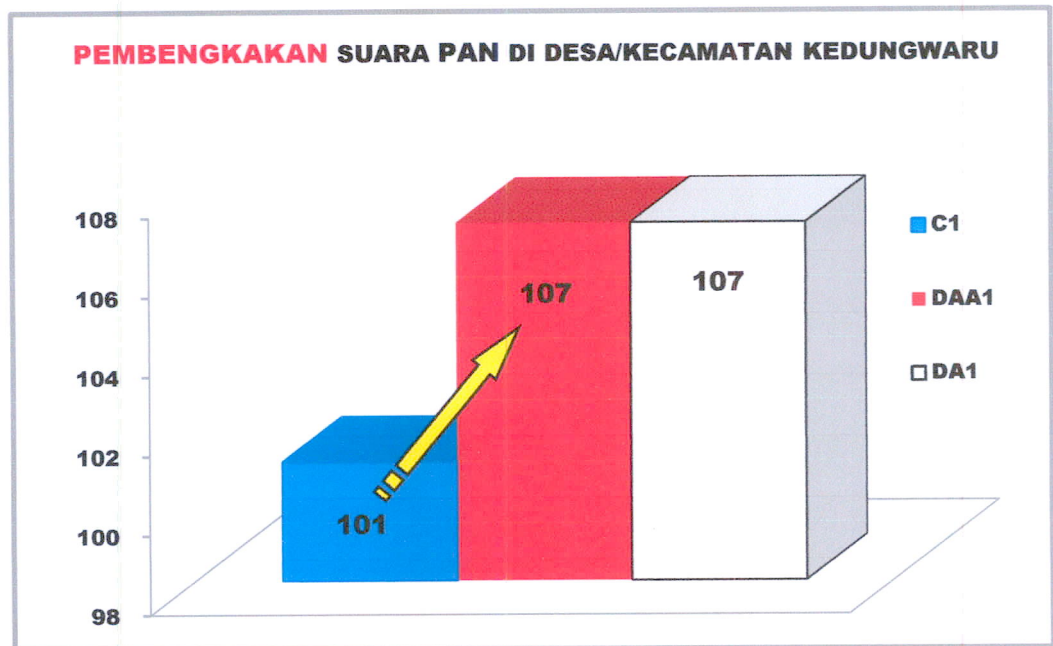 PEMBENGKAKAN SUARA PAN DI DESA/KECAMATAN KEDUNGWARU
108
106
104
102
100
98
101
107
107
C1
DAA1
DA1